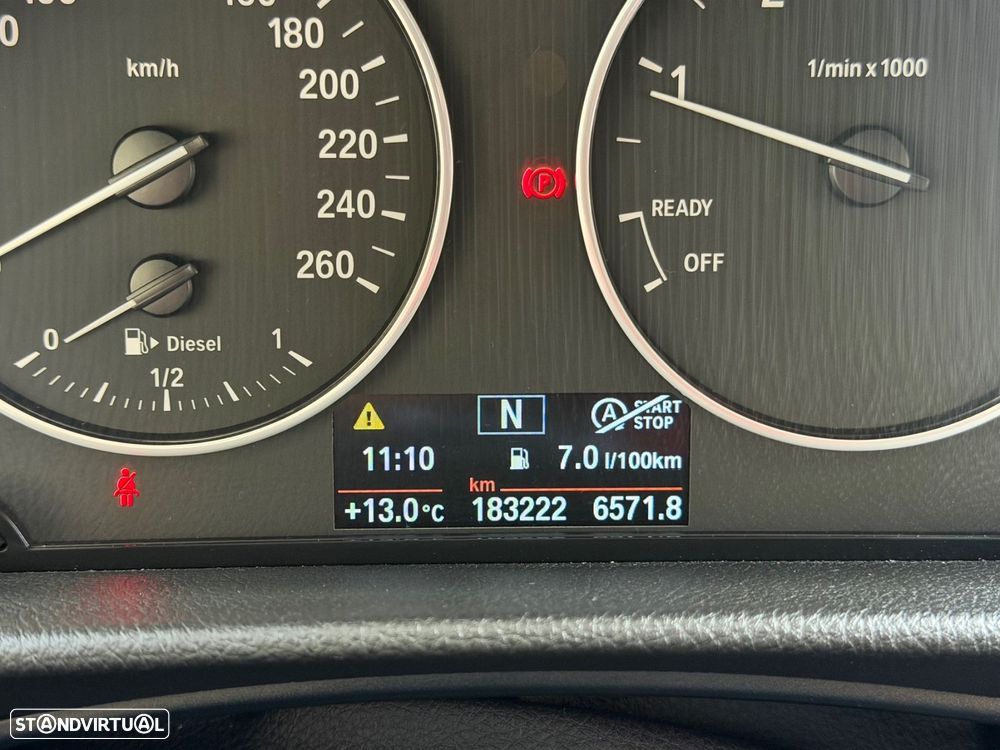 180
200
220
240
260
km/h
0
1
Diesel
1/2
P
1/min x 1000
1
READY
OFF
N
A START
STOP
11:10
7.0 l/100km
km
+13.0°C
183222
6571.8
STANDVIRTUAL